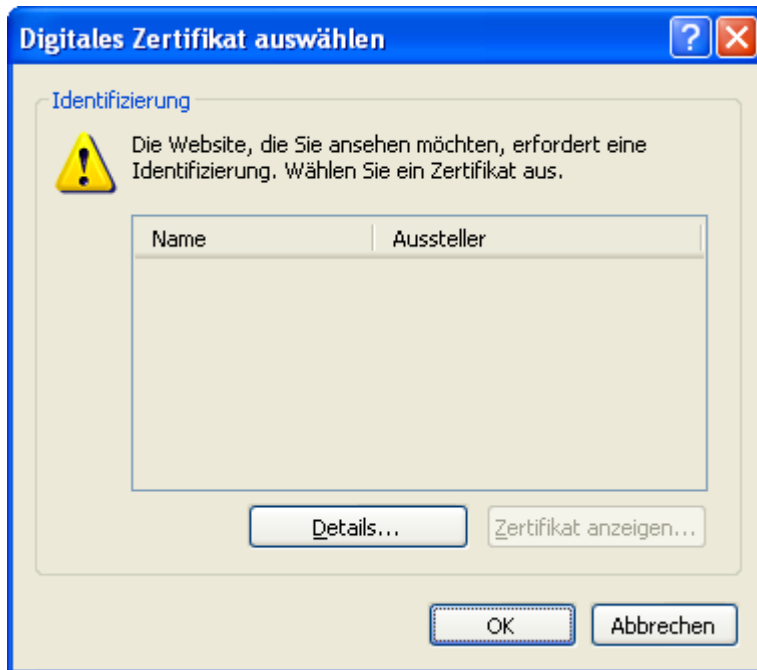 Digitales Zertifikat auswählen
Identifizierung
Die Website, die Sie ansehen möchten, erfordert eine
Identifizierung. Wählen Sie ein Zertifikat aus.
Name Aussteller
Details... Zertifikat anzeigen...
OK Abbrechen